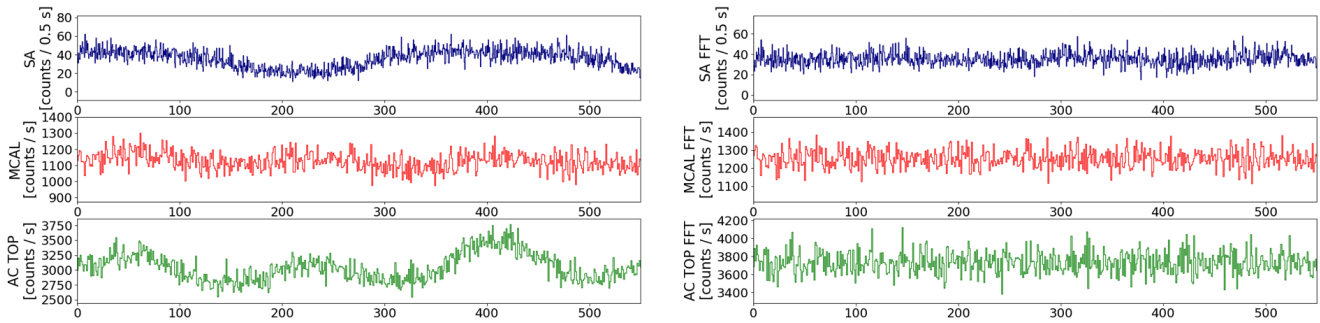 SA
[counts / 0.5 s]
80
60
40
20
0
0 100 200 300 400 500
MCAL
[counts / s]
1400
1300
1200
1100
1000
900
0 100 200 300 400 500
AC TOP
[counts / s]
3750
3500
3250
3000
2750
2500
0 100 200 300 400 500
SA FFT
[counts / 0.5 s]
60
40
20
0
0 100 200 300 400 500
MCAL FFT
[counts / s]
1400
1300
1200
1100
0 100 200 300 400 500
AC TOP FFT
[counts / s]
4200
4000
3800
3600
3400
0 100 200 300 400 500